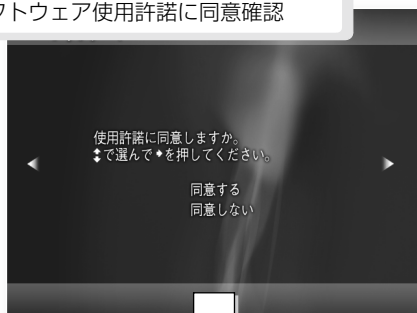 フトウェア使用許諾に同意確認
使用許諾に同意しますか。
で選んで を押してください。
同意する
同意しない